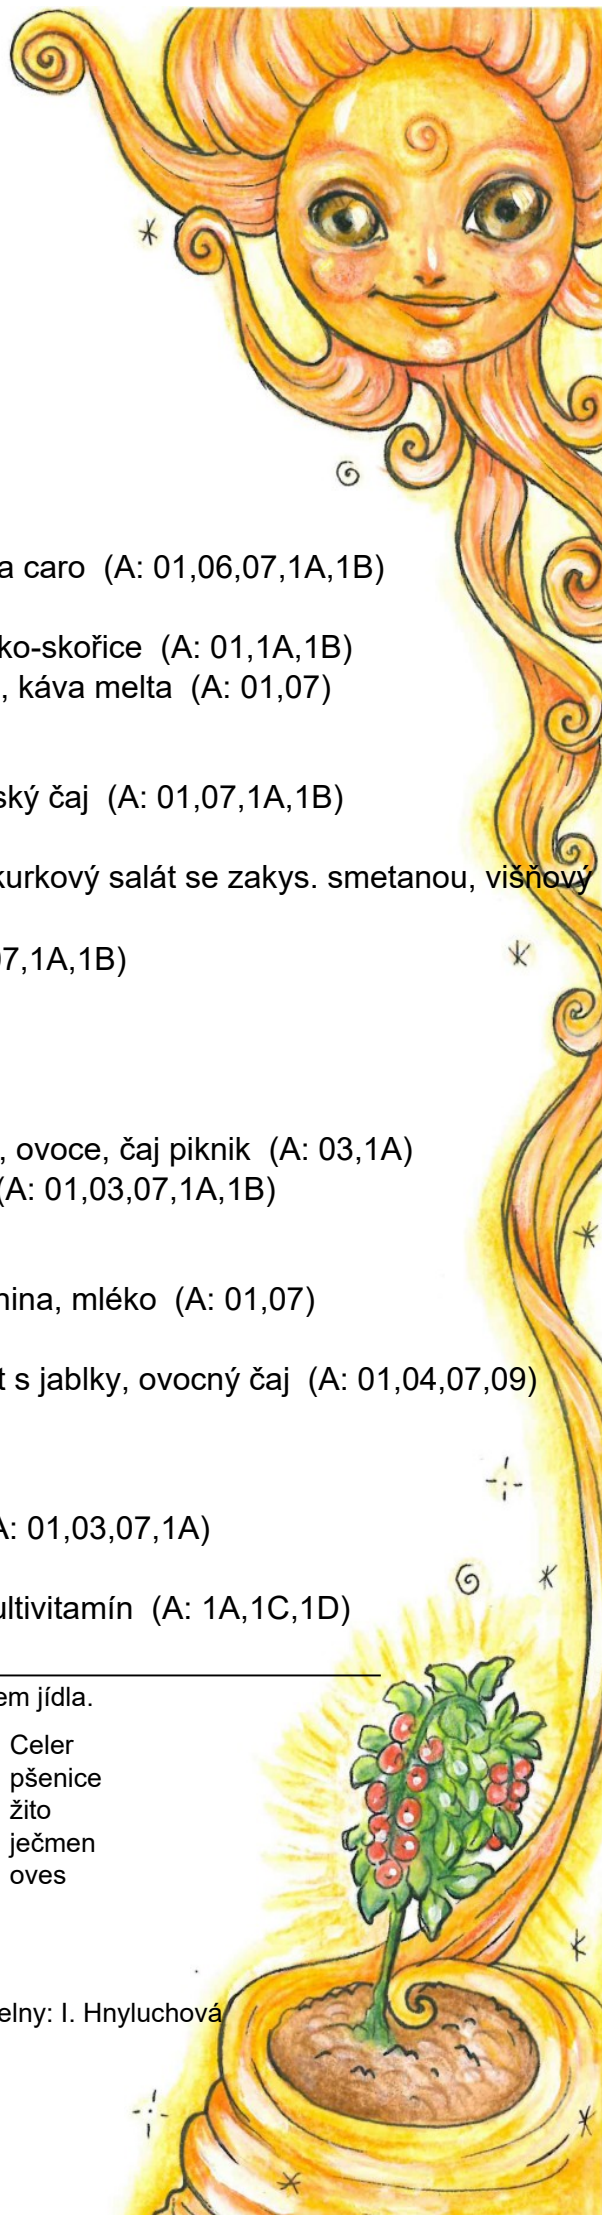 a caro (A: 01,06,07,1A,1B)
ko-skořice (A: 01,1A,1B)
, káva melta (A: 01,07)
ský čaj (A: 01,07,1A,1B)
kurkový salát se zakys. smetanou, višňový
07,1A,1B)
, ovoce, čaj piknik (A: 03,1A)
(A: 01,03,07,1A,1B)
nina, mléko (A: 01,07)
t s jablky, ovocný čaj (A: 01,04,07,09)
A: 01,03,07,1A)
ultivitamín (A: 1A,1C,1D)
em jídla.
Celer
pšenice
žito
ječmen
oves
elny: I. Hnyluchová